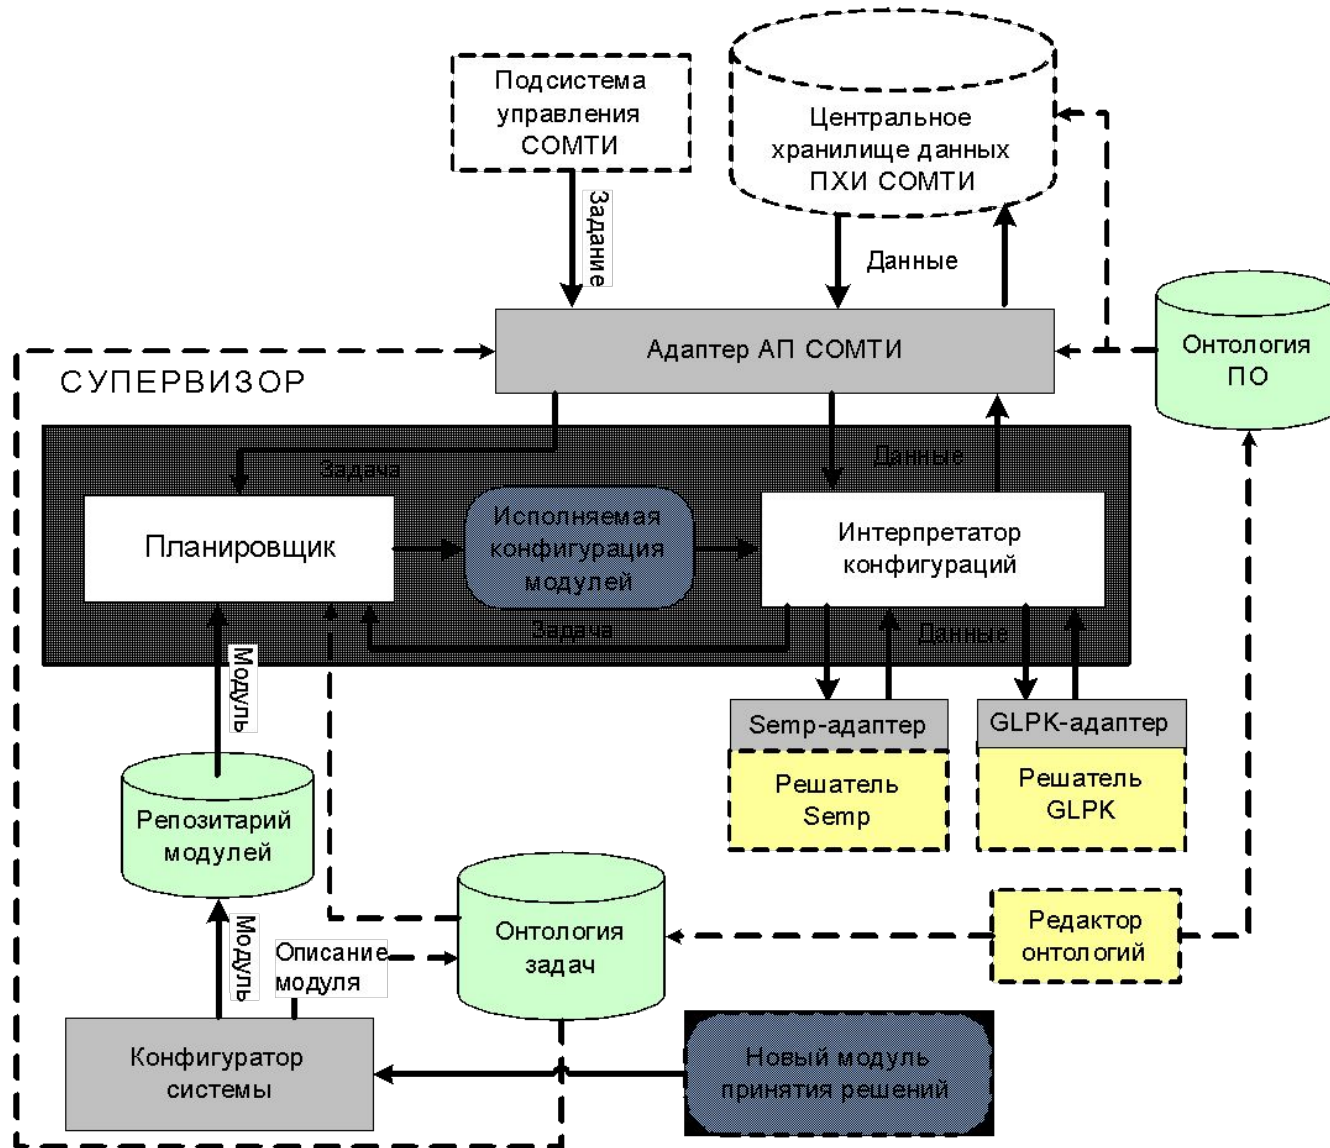 Подсистема
управления
СОМТИ
Центральное
хранилище данных
ПХИ СОМТИ
Задание
Данные
Адаптер АП СОМТИ
Онтология
ПО
СУПЕРВИЗОР
Задача
Данные
Планировщик
Исполняемая
конфигурация
модулей
Интерпретатор
конфигураций
Задача
Данные
Модуль
Semp-адаптер
GLPK-адаптер
Решатель
Semp
Решатель
GLPK
Репозитарий
модулей
Модуль
Описание
модуля
Онтология
задач
Редактор
онтологий
Конфигуратор
системы
Новый модуль
принятия решений